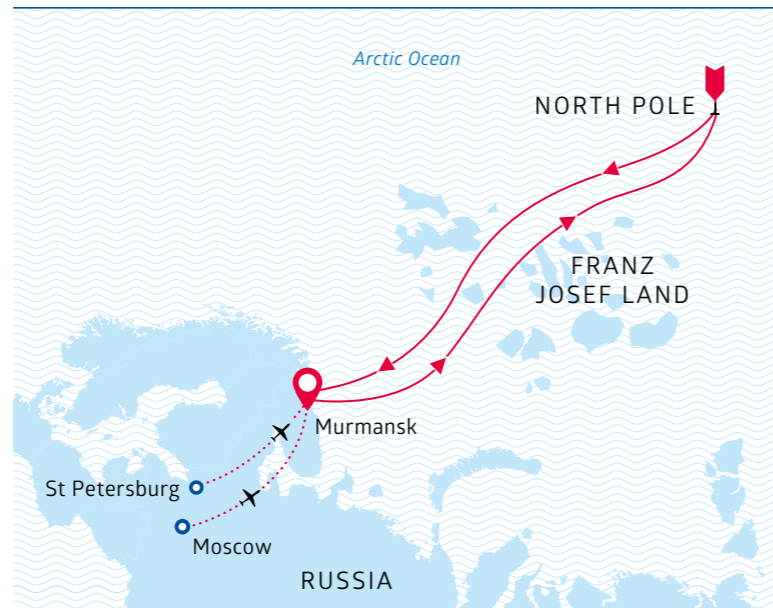 Arctic Ocean
NORTH POLE
FRANZ
JOSEF LAND
Murmansk
St Petersburg
Moscow
RUSSIA